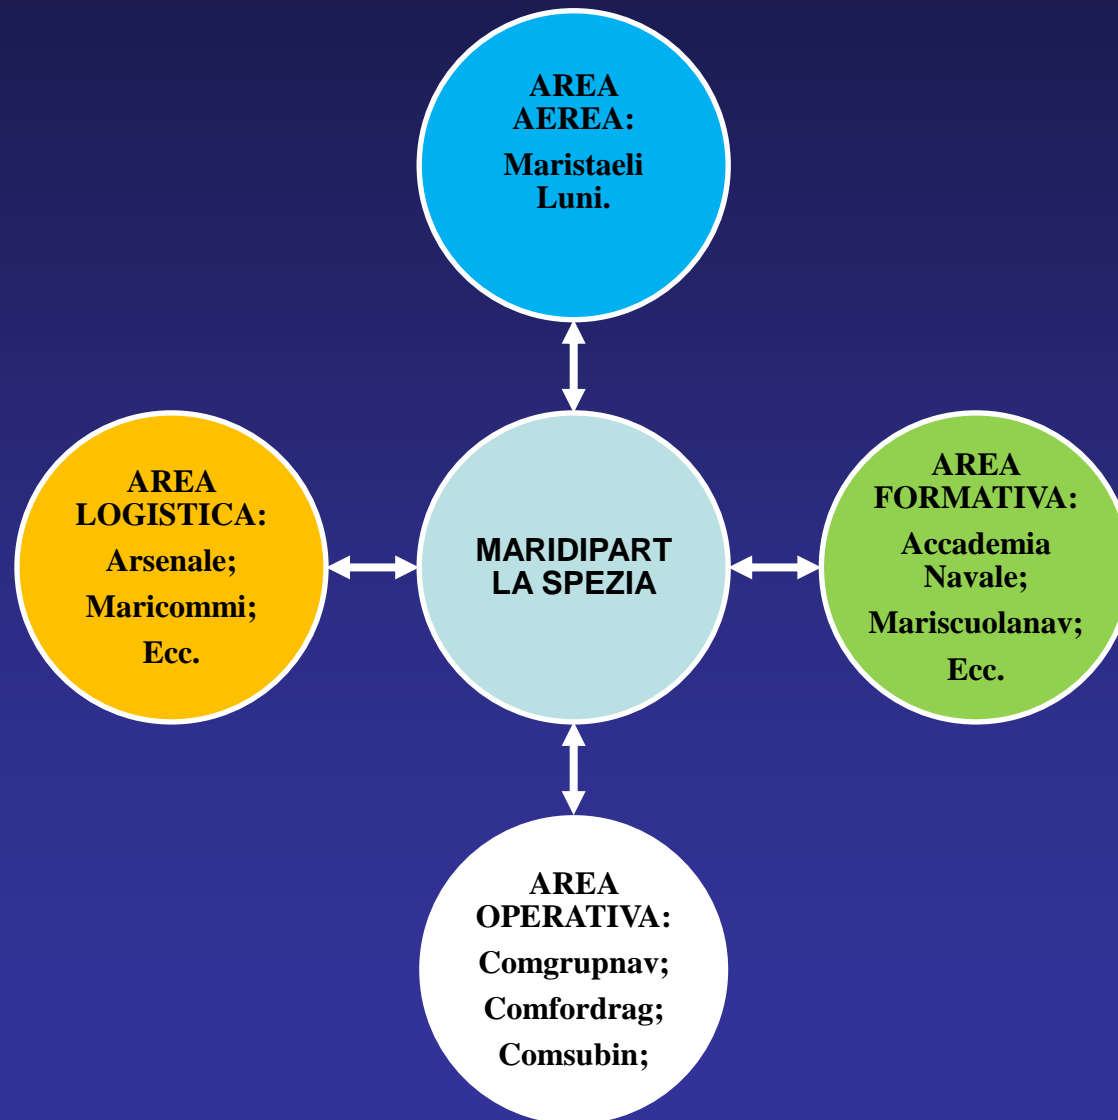 AREA
AEREA:
Maristaeli
Luni.
AREA
LOGISTICA:
Arsenale;
Maricommi;
Ecc.
MARIDIPART
LA SPEZIA
AREA
FORMATIVA:
Accademia
Navale;
Mariscuolanav;
Ecc.
AREA
OPERATIVA:
Comgrupnav;
Comfordrag;
Comsubin;